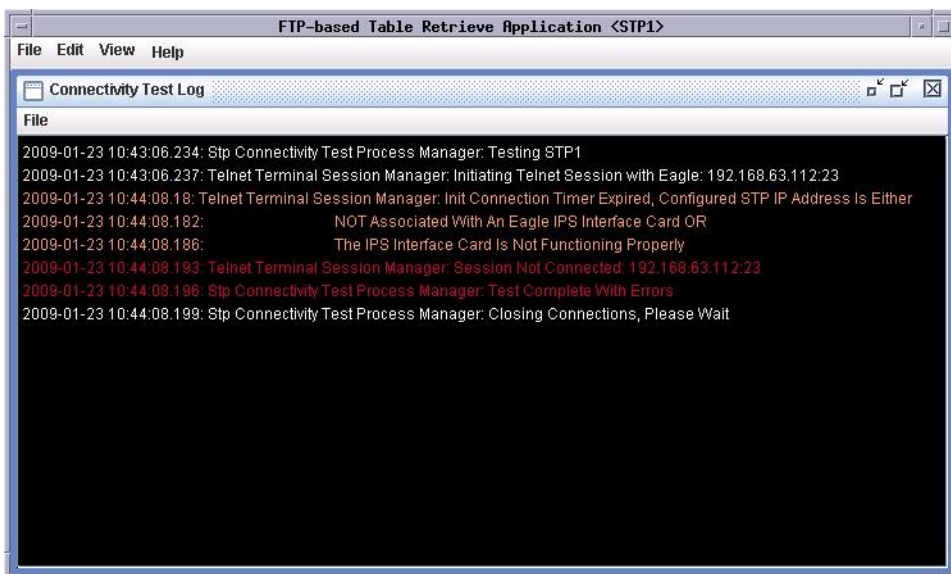 FTP-based Table Retrieve Application <STP1>
File Edit View Help
Connectivity Test Log
File
2009-01-23 10:43:06.234: Stp Connectivity Test Process Manager: Testing STP1
2009-01-23 10:43:06.237: Telnet Terminal Session Manager: Initiating Telnet Session with Eagle: 192.168.63.112:23
2009-01-23 10:44:08.18: Telnet Terminal Session Manager: Init Connection Timer Expired, Configured STP IP Address Is Either
2009-01-23 10:44:08.182: NOT Associated With An Eagle IPS Interface Card OR
2009-01-23 10:44:08.186: The IPS Interface Card Is Not Functioning Properly
2009-01-23 10:44:08.193: Telnet Terminal Session Manager: Session Not Connected: 192.168.63.112:23
2009-01-23 10:44:08.196: Stp Connectivity Test Process Manager: Test Complete With Errors
2009-01-23 10:44:08.199: Stp Connectivity Test Process Manager: Closing Connections, Please Wait